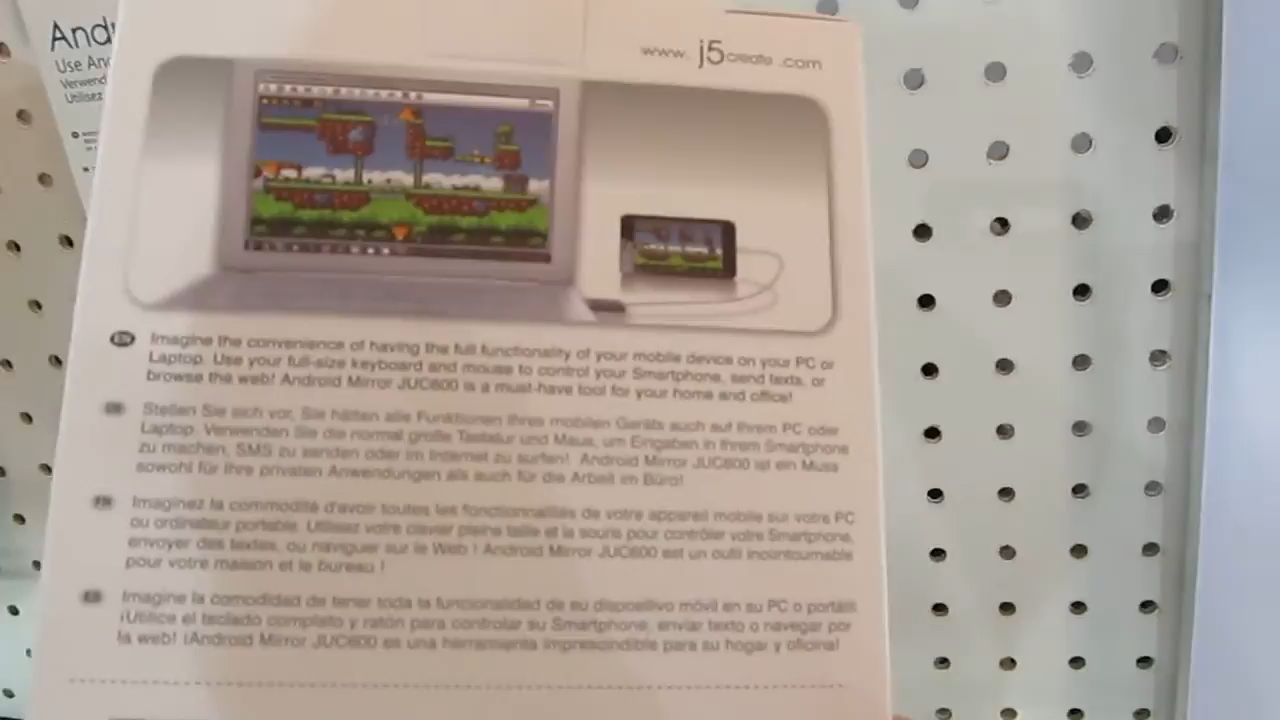 Andr
Use And
Verwend
Utilisez
www. j5create .com
EN Imagine the convenience of having the full functionality of your mobile device on your PC or
Laptop. Use your full-size keyboard and mouse to control your Smartphone, send texts, or
browse the web! Android Mirror JUC600 is a must-have tool for your home and office!
DE Stellen Sie sich vor, Sie hätten alle Funktionen Ihres mobilen Geräts auch auf Ihrem PC oder
Laptop. Verwenden Sie die normal große Tastatur und Maus, um Eingaben in Ihrem Smartphone
zu machen, SMS zu senden oder im Internet zu surfen! Android Mirror JUC600 ist ein Muss
sowohl für Ihre privaten Anwendungen als auch für die Arbeit im Büro!
FR Imaginez la commodité d'avoir toutes les fonctionnalités de votre appareil mobile sur votre PC
ou ordinateur portable. Utilisez votre clavier pleine taille et la souris pour contrôler votre Smartphone,
envoyer des textes, ou naviguer sur le Web ! Android Mirror JUC600 est un outil incontournable
pour votre maison et le bureau !
ES Imagine la comodidad de tener toda la funcionalidad de su dispositivo móvil en su PC o portátil
¡Utilice el teclado completo y ratón para controlar su Smartphone, enviar texto o navegar por
la web! ¡Android Mirror JUC600 es una herramienta imprescindible para su hogar y oficina!